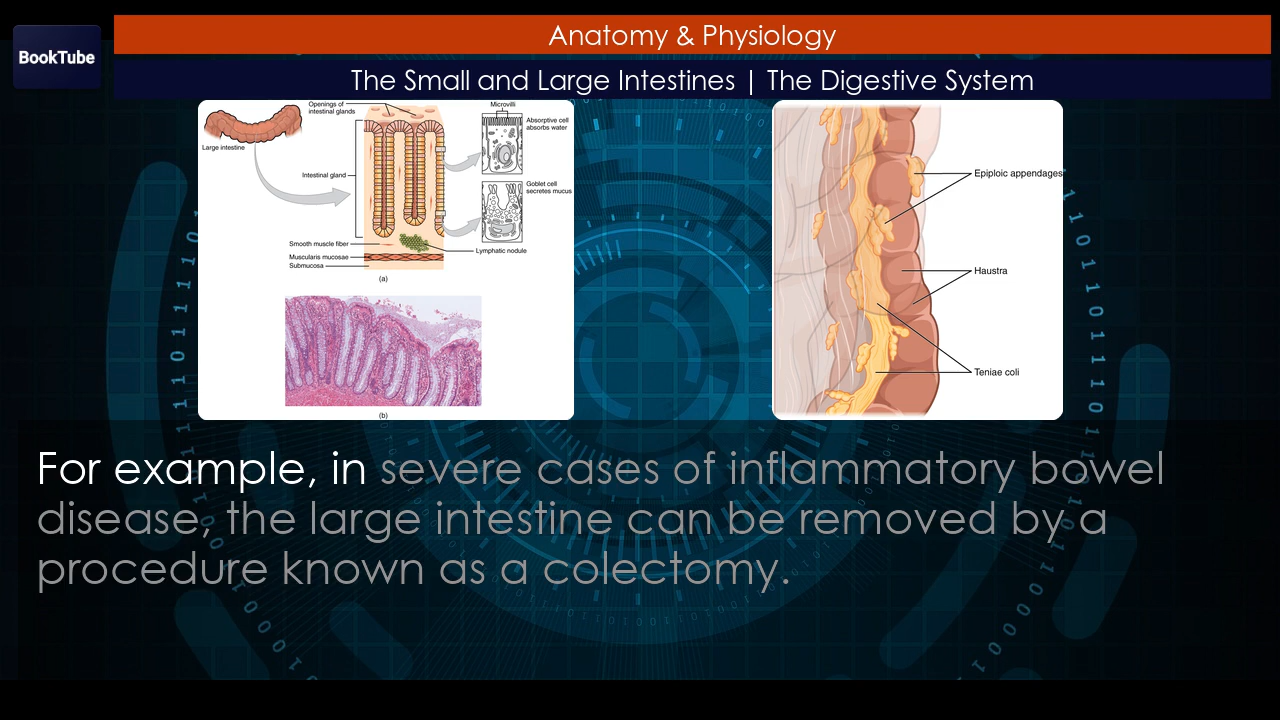 BookTube
Anatomy & Physiology
The Small and Large Intestines | The Digestive System
Openings of
intestinal glands
Large intestine
Intestinal gland
Smooth muscle fiber
Muscularis mucosae
Submucosa
Microvilli
Absorptive cell
absorbs water
Goblet cell
secretes mucus
Lymphatic nodule
(a)
(b)
Epiploic appendages
Haustra
Teniae coli
For example, in severe cases of inflammatory bowel
disease, the large intestine can be removed by a
procedure known as a colectomy.